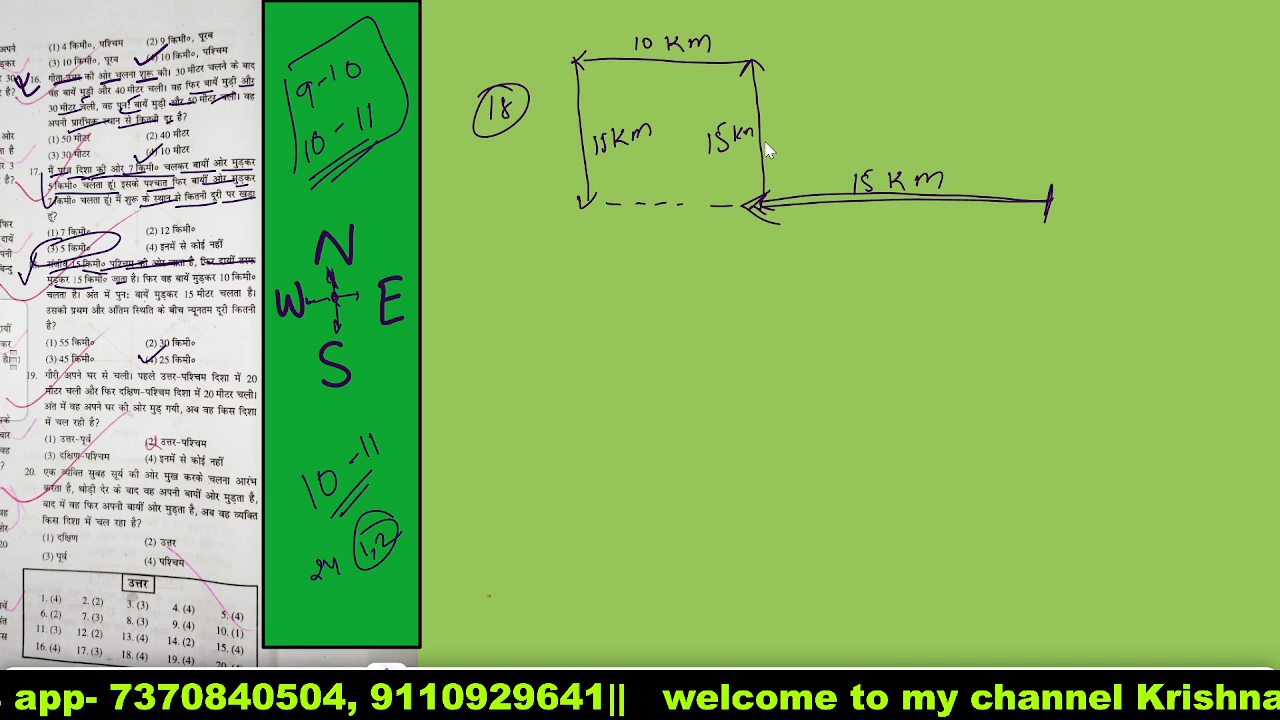 अपने
(1) 4 किमी०, पश्चिम (2) 9 किमी०, पूरब
(3) 10 किमी०, पूरब 10 किमी०, पश्चिम
16. गीता की ओर चलना शुरू की। 30 मीटर चलने के बाद
वह बायें मुड़ी और 40 मीटर चली। वह फिर बायें मुड़ी और
30 मीटर चली, वह पुनः बायें मुड़ी और 50 मीटर चली। वह
अपनी प्रारंभिक स्थान से कितनी दूर है?
(1) 50 मीटर (2) 40 मीटर
(3) 30 मीटर 10 मीटर
17. मैं दिशा की ओर 7 किमी० चलकर बायीं ओर मुड़कर
5 किमी० चलता हूं। इसके पश्चात फिर बायीं ओर मुड़कर
किमी० चलता हूं। मैं शुरू के स्थान से कितनी दूरी पर खड़ा
हूं?
(1) 7 किमी० (2) 12 किमी०
(3) 5 किमी० (4) इनमें से कोई नहीं
15 किमी० पश्चिम की ओर जाता है, फिर दायीं तरफ
मुड़कर 15 किमी० जाता है। फिर वह बायें मुड़कर 10 किमी०
चलता है। अंत में पुनः बायें मुड़कर 15 मीटर चलता है।
उसकी प्रथम और अंतिम स्थिति के बीच न्यूनतम दूरी कितनी
है?
(1) 55 किमी० (2) 30 किमी०
(3) 45 किमी० 25 किमी०
19. गौरी अपने घर से चली। पहले उत्तर-पश्चिम दिशा में 20
मीटर चली और फिर दक्षिण-पश्चिम दिशा में 20 मीटर चली।
अंत में वह अपने घर की ओर मुड़ गयी, अब वह किस दिशा
में चल रही है?
(1) उत्तर-पूर्व (2) उत्तर-पश्चिम
(3) दक्षिण-पश्चिम (4) इनमें से कोई नहीं
20. एक व्यक्ति सुबह सूर्य की ओर मुख करके चलना आरंभ
करता है, थोड़ी देर के बाद वह अपनी बायीं ओर मुड़ता है,
बाद में वह फिर अपनी बायीं ओर मुड़ता है, अब वह व्यक्ति
किस दिशा में चल रहा है?
(1) दक्षिण (2) उत्तर
(3) पूर्व (4) पश्चिम
उत्तर
1. (4) 2. (2) 3. (3) 4. (4) 5. (4)
6. (2) 7. (3) 8. (3) 9. (4) 10. (1)
11. (3) 12. (2) 13. (4) 14. (2) 15. (4)
16. (4) 17. (3) 18. (4) 19. (4)
9-10
10-11
N
W E
S
10-11
1,2
18
10 Km
15Km 15Km
15 Km
app- 7370840504, 9110929641|| welcome to my channel Krishna